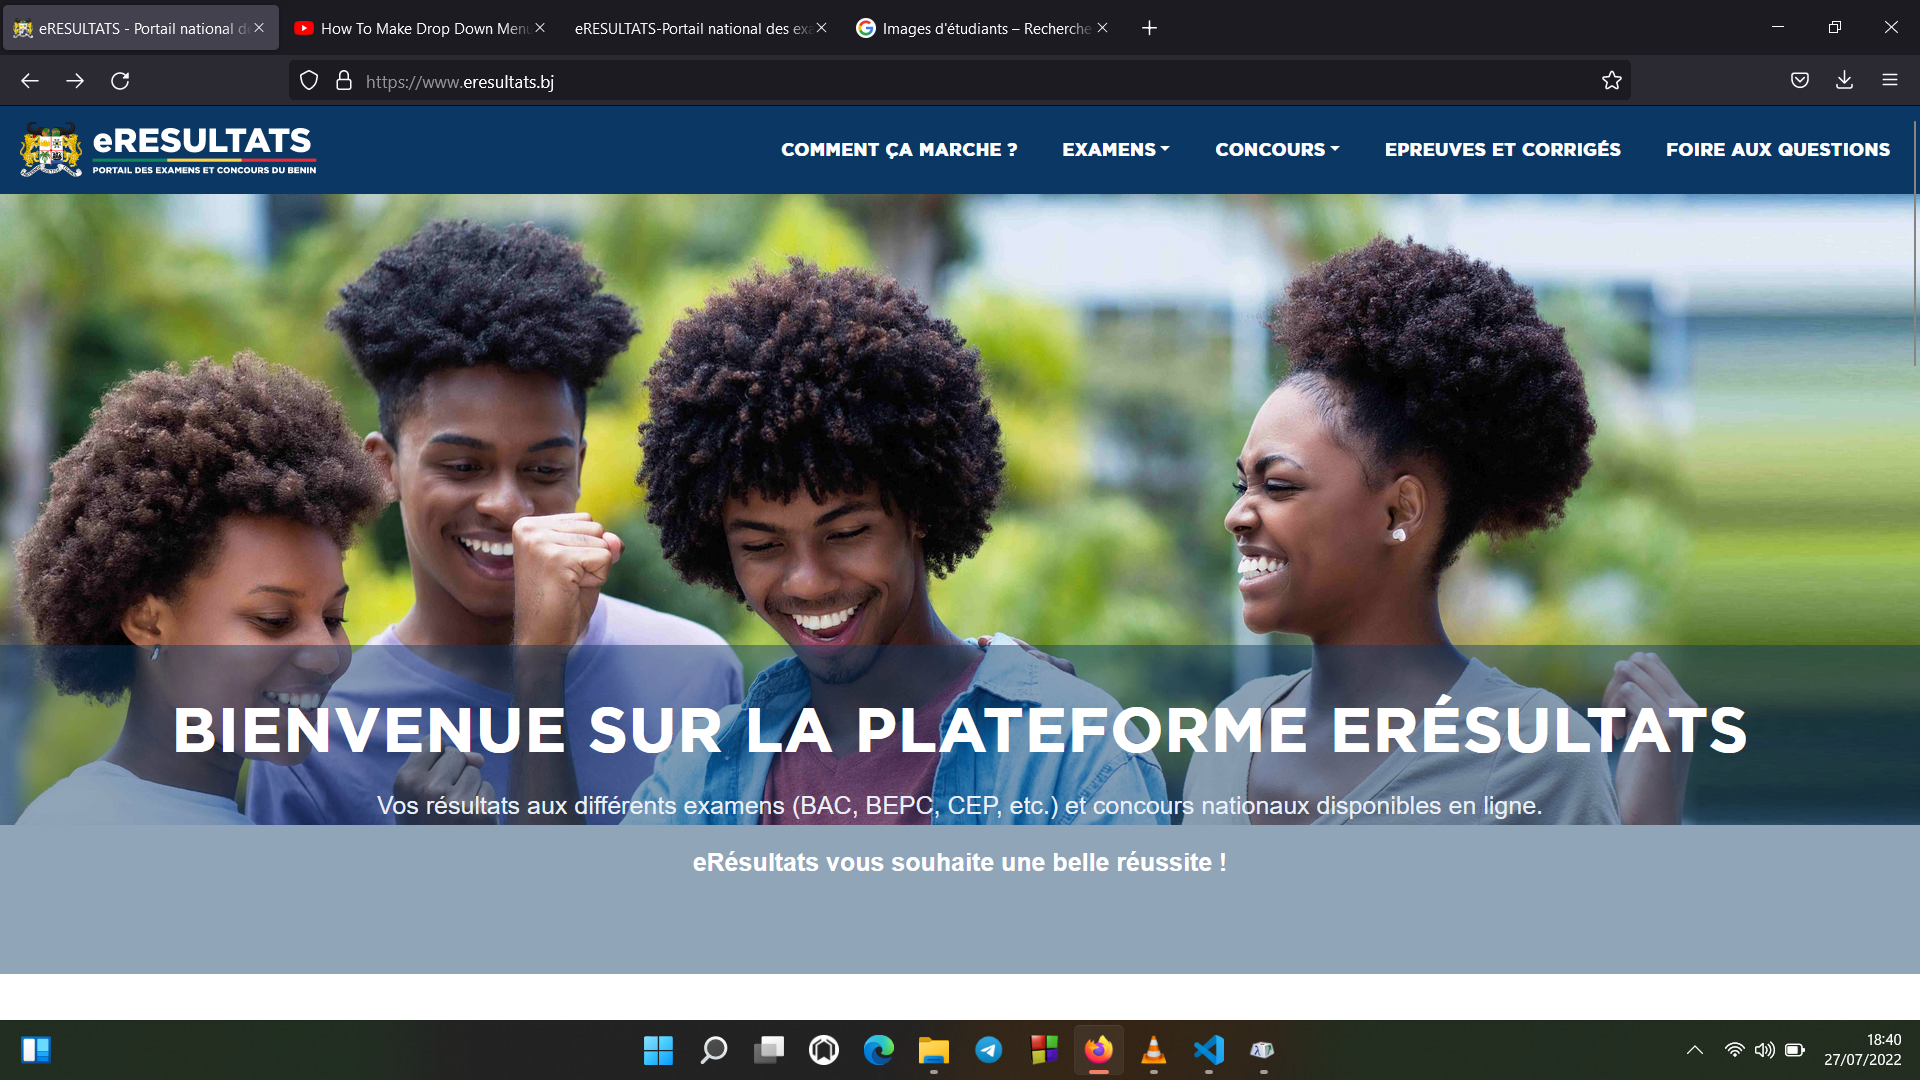 eRESULTATS - Portail national d
How To Make Drop Down Menu
eRESULTATS-Portail national des exa
Images d'étudiants – Recherche
https://www.eresultats.bj
eRESULTATS
PORTAIL DES EXAMENS ET CONCOURS DU BENIN
COMMENT ÇA MARCHE ?
EXAMENS
CONCOURS
EPREUVES ET CORRIGÉS
FOIRE AUX QUESTIONS
BIENVENUE SUR LA PLATEFORME ERÉSULTATS
Vos résultats aux différents examens (BAC, BEPC, CEP, etc.) et concours nationaux disponibles en ligne.
eRésultats vous souhaite une belle réussite !
18:40
27/07/2022